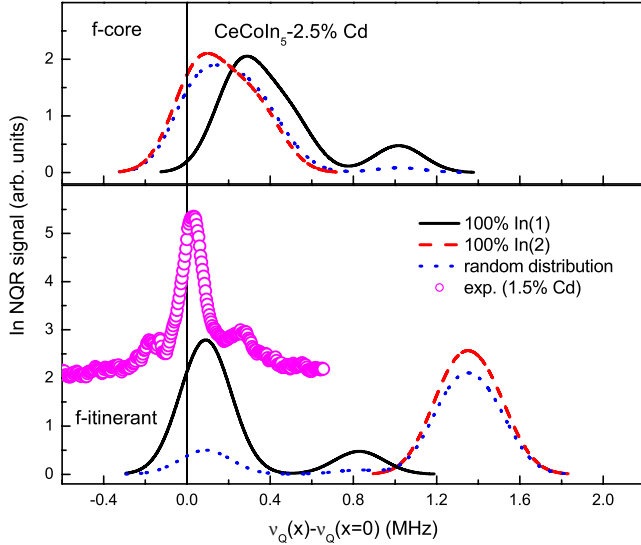 f-core
CeCoIn₅-2.5% Cd
2
1
0
In NQR signal (arb. units)
5
4
3
2
1
0
100% In(1)
100% In(2)
random distribution
exp. (1.5% Cd)
f-itinerant
-0.4 0.0 0.4 0.8 1.2 1.6 2.0
ν_Q(x)-ν_Q(x=0) (MHz)